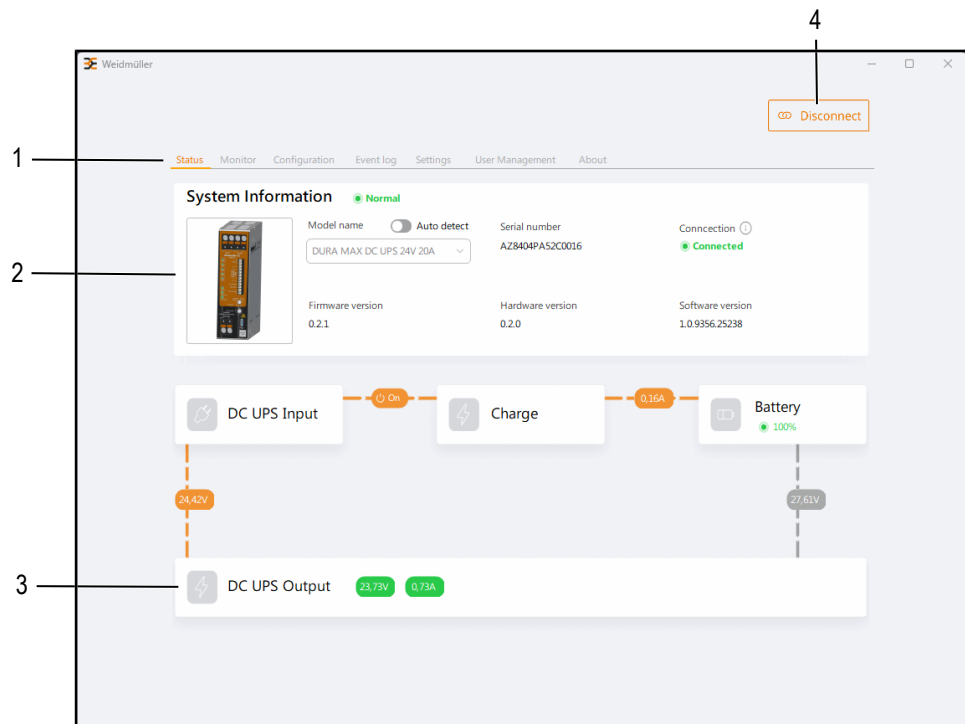 4
Weidmüller
Disconnect
1
Status Monitor Configuration Event log Settings User Management About
System Information Normal
Model name Auto detect Serial number Conncection
DURA MAX DC UPS 24V 20A AZ8404PA52C0016 Connected
2
Firmware version Hardware version Software version
0.2.1 0.2.0 1.0.9356.25238
DC UPS Input On Charge 0,16A Battery
100%
24,42V 27,61V
3 DC UPS Output 23,73V 0,73A